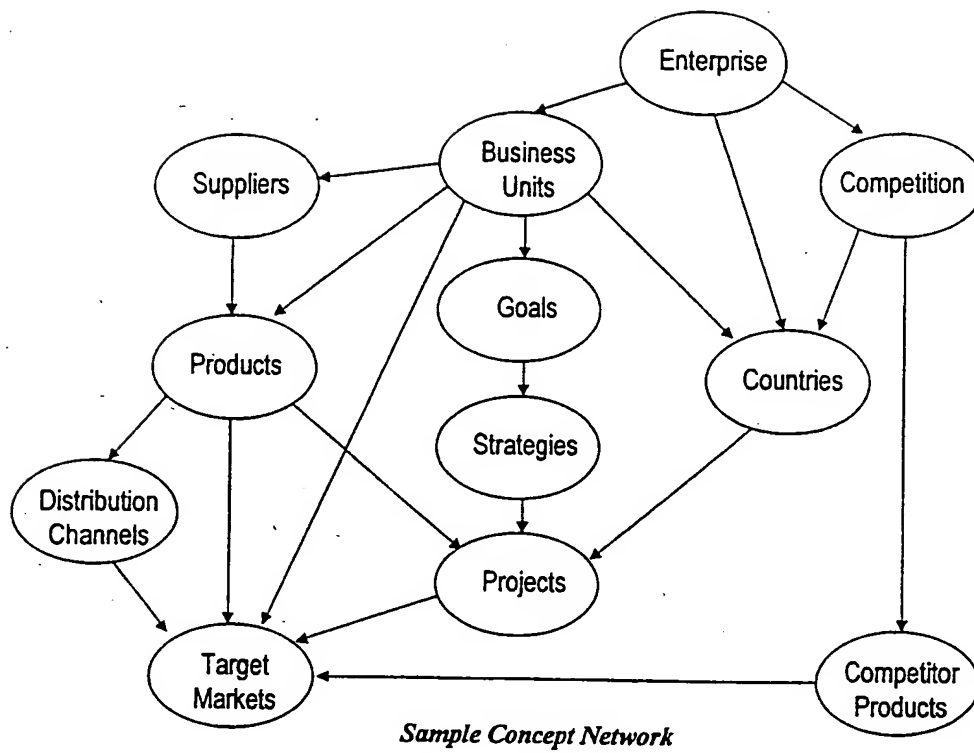 Enterprise
Business
Units
Suppliers
Competition
Goals
Products
Countries
Strategies
Distribution
Channels
Projects
Target
Markets
Competitor
Products
Sample Concept Network